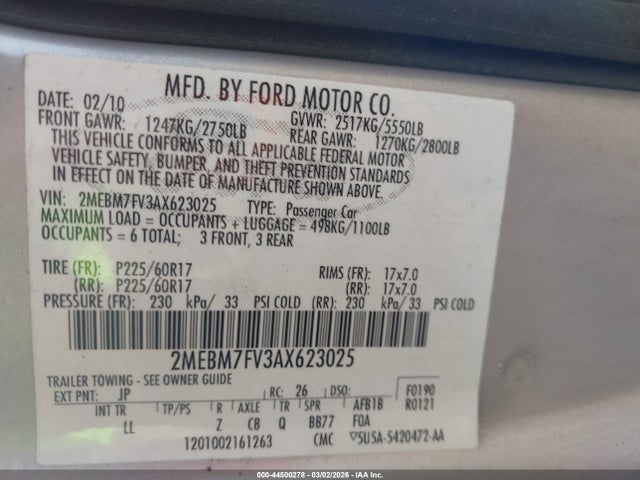 MFD. BY FORD MOTOR CO.
DATE: 02/10 GVWR: 2517KG/5550LB
FRONT GAWR: 1247KG/2750LB REAR GAWR: 1270KG/2800LB
THIS VEHICLE CONFORMS TO ALL APPLICABLE FEDERAL MOTOR
VEHICLE SAFETY, BUMPER, AND THEFT PREVENTION STANDARDS
IN EFFECT ON THE DATE OF MANUFACTURE SHOWN ABOVE.
VIN: 2MEBM7FV3AX623025 TYPE: Passenger Car
MAXIMUM LOAD = OCCUPANTS + LUGGAGE = 498KG/1100LB
OCCUPANTS = 6 TOTAL; 3 FRONT, 3 REAR
TIRE (FR): P225/60R17 RIMS (FR): 17x7.0
(RR): P225/60R17 (RR): 17x7.0
PRESSURE (FR): 230 kPa/ 33 PSI COLD (RR): 230 kPa/ 33 PSI COLD
2MEBM7FV3AX623025
TRAILER TOWING - SEE OWNER GUIDE
EXT PNT: JP RC: 26 DSO: F0190
INT TR TP/PS R AXLE TR SPR AFB1B R0121
LL Z C8 Q BB77 FOA
1201002161263 CMC 5U5A-5420472-AA
000-44500278 - 03/02/2026 - IAA Inc.